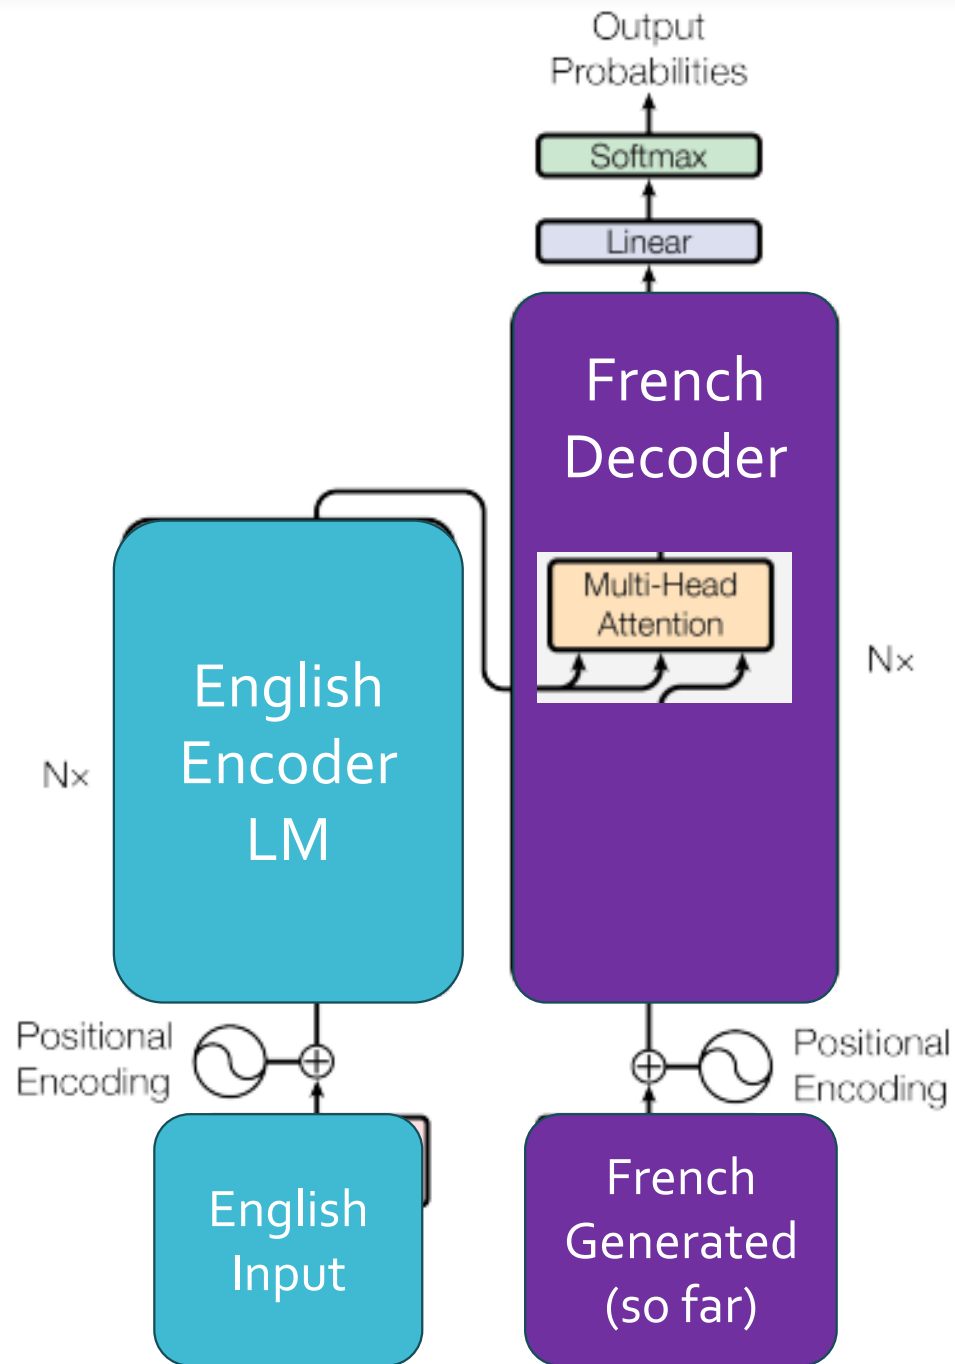 Output
Probabilities
Softmax
Linear
French
Decoder
Multi-Head
Attention
Nx
English
Encoder
LM
Nx
Positional
Encoding
Positional
Encoding
English
Input
French
Generated
(so far)